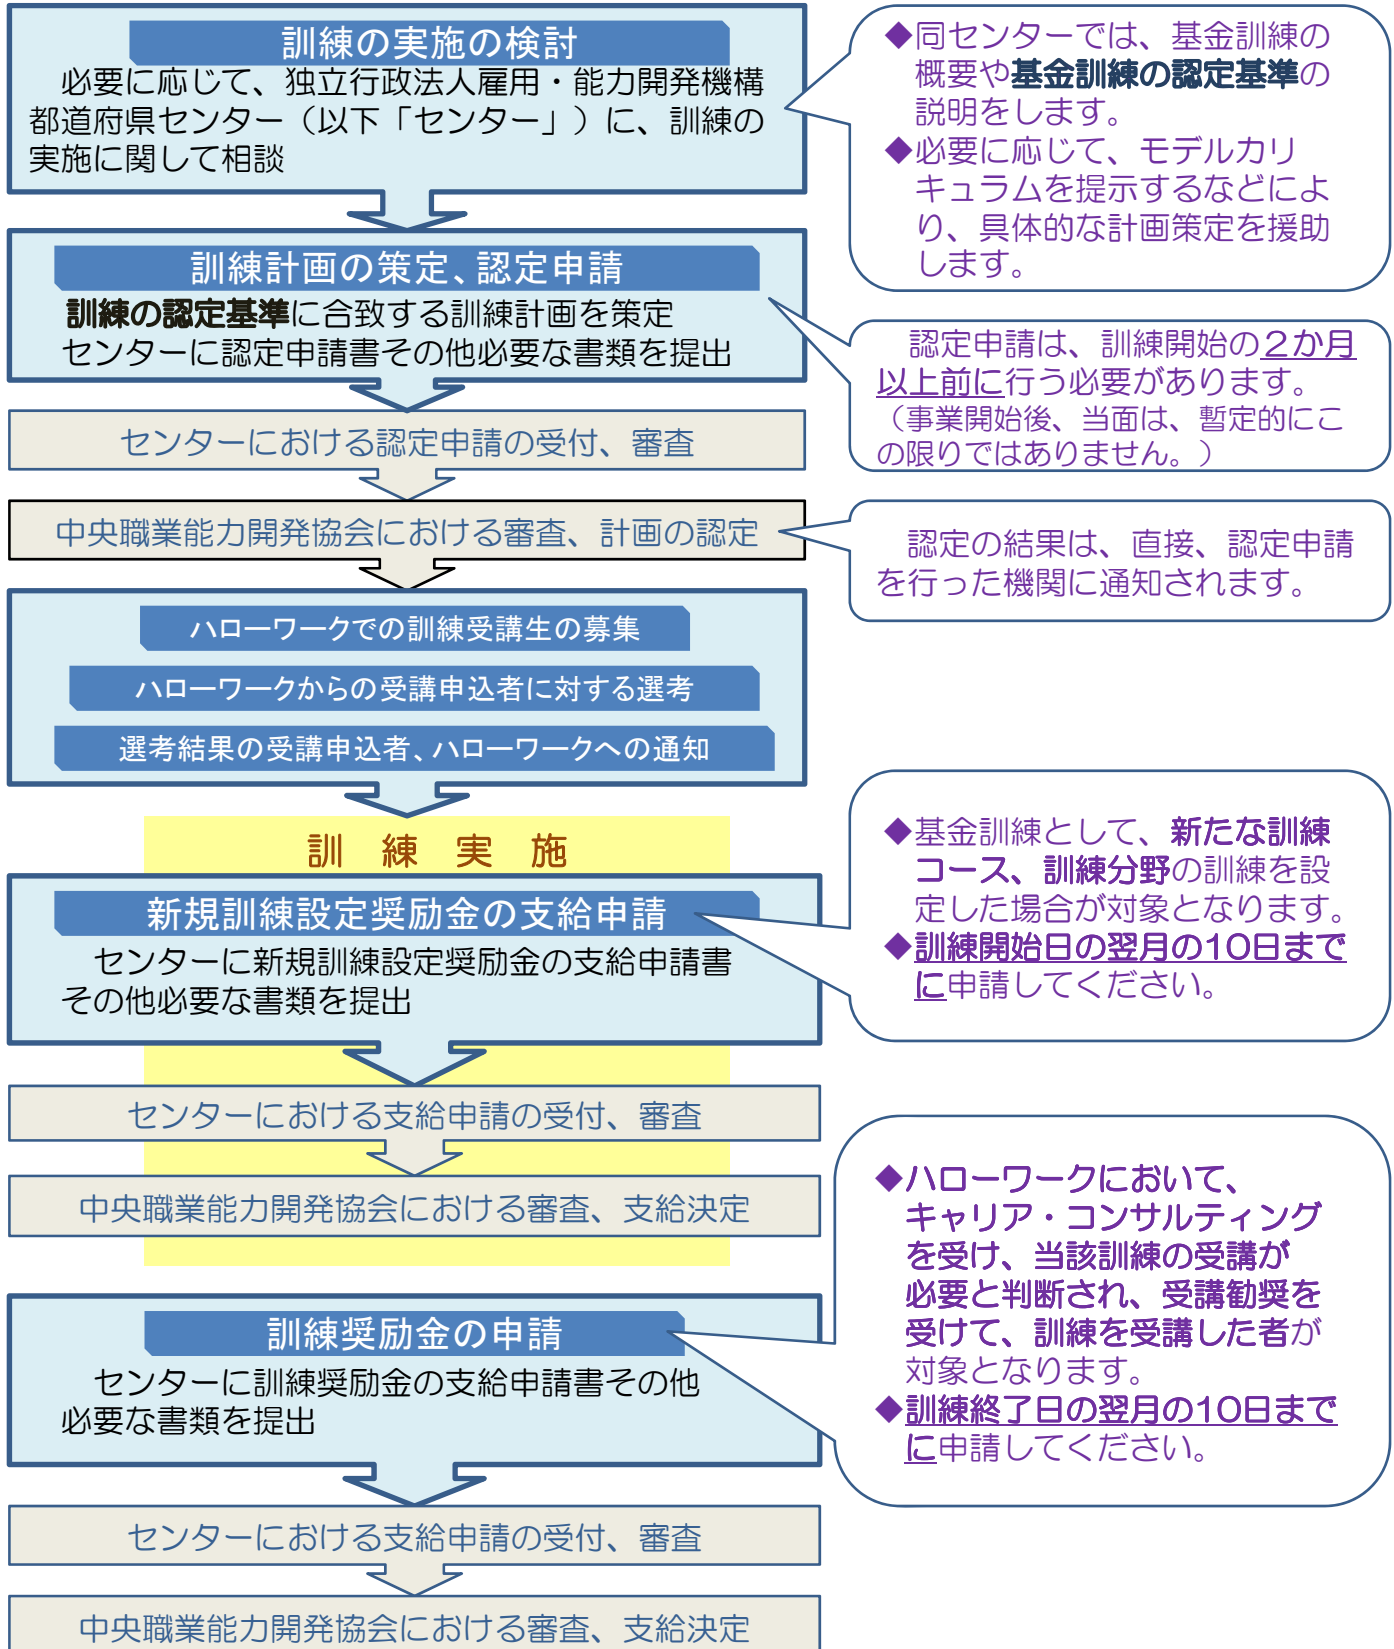 訓練の実施の検討
必要に応じて、独立行政法人雇用・能力開発機構
都道府県センター（以下「センター」）に、訓練の
実施に関して相談
◆同センターでは、基金訓練の
概要や基金訓練の認定基準の
説明をします。
◆必要に応じて、モデルカリ
キュラムを提示するなどによ
り、具体的な計画策定を援助
します。
訓練計画の策定、認定申請
訓練の認定基準に合致する訓練計画を策定
センターに認定申請書その他必要な書類を提出
認定申請は、訓練開始の２か月
以上前に行う必要があります。
（事業開始後、当面は、暫定的にこ
の限りではありません。）
センターにおける認定申請の受付、審査
中央職業能力開発協会における審査、計画の認定
認定の結果は、直接、認定申請
を行った機関に通知されます。
ハローワークでの訓練受講生の募集
ハローワークからの受講申込者に対する選考
選考結果の受講申込者、ハローワークへの通知
訓　練　実　施
新規訓練設定奨励金の支給申請
センターに新規訓練設定奨励金の支給申請書
その他必要な書類を提出
◆基金訓練として、新たな訓練
コース、訓練分野の訓練を設
定した場合が対象となります。
◆訓練開始日の翌月の10日まで
に申請してください。
センターにおける支給申請の受付、審査
中央職業能力開発協会における審査、支給決定
訓練奨励金の申請
センターに訓練奨励金の支給申請書その他
必要な書類を提出
◆ハローワークにおいて、
キャリア・コンサルティング
を受け、当該訓練の受講が
必要と判断され、受講勧奨を
受けて、訓練を受講した者が
対象となります。
◆訓練終了日の翌月の10日まで
に申請してください。
センターにおける支給申請の受付、審査
中央職業能力開発協会における審査、支給決定